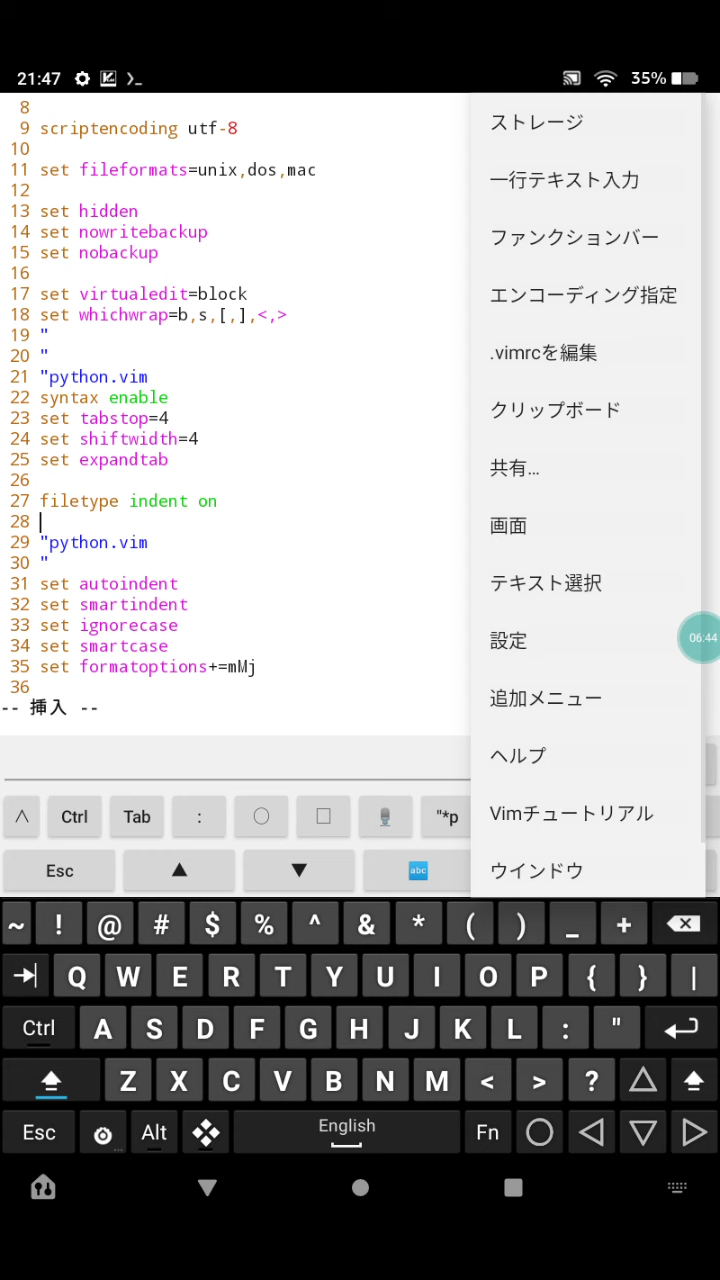 21:47
35%
8
9 scriptencoding utf-8
10
11 set fileformats=unix,dos,mac
12
13 set hidden
14 set nowritebackup
15 set nobackup
16
17 set virtualedit=block
18 set whichwrap=b,s,[,],<,>
19 "
20 "
21 "python.vim
22 syntax enable
23 set tabstop=4
24 set shiftwidth=4
25 set expandtab
26
27 filetype indent on
28
29 "python.vim
30 "
31 set autoindent
32 set smartindent
33 set ignorecase
34 set smartcase
35 set formatoptions+=mMj
36
-- 挿入 --
ストレージ
一行テキスト入力
ファンクションバー
エンコーディング指定
.vimrcを編集
クリップボード
共有...
画面
テキスト選択
設定
追加メニュー
ヘルプ
Vimチュートリアル
ウインドウ
06:44
^ Ctrl Tab : ○ □ "*p
Esc ▲ ▼ abc
~ ! @ # $ % ^ & * ( ) _ +
Q W E R T Y U I O P { } |
Ctrl A S D F G H J K L : "
Z X C V B N M < > ?
Esc Alt English Fn